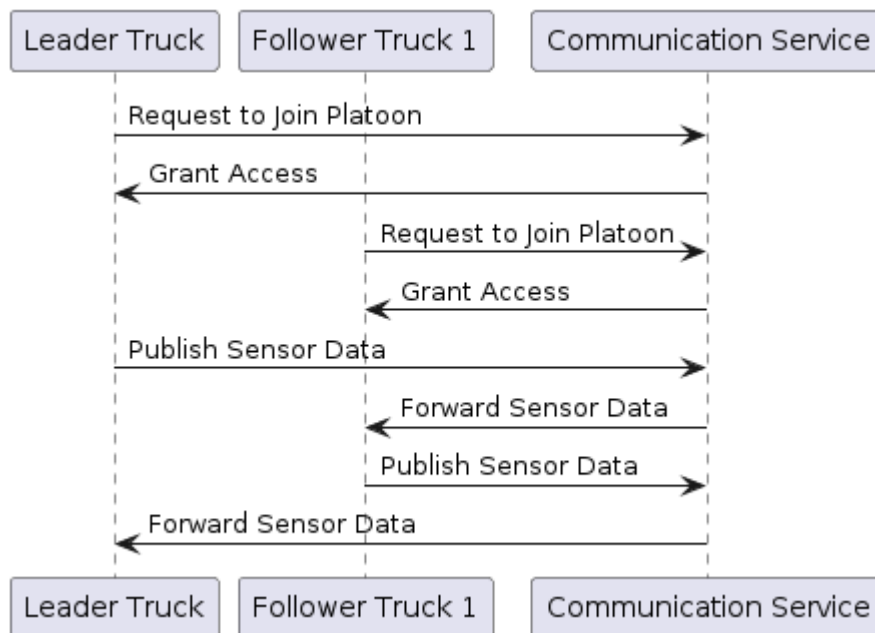 Leader Truck Follower Truck 1 Communication Service
Request to Join Platoon
Grant Access
Request to Join Platoon
Grant Access
Publish Sensor Data
Forward Sensor Data
Publish Sensor Data
Forward Sensor Data
Leader Truck Follower Truck 1 Communication Service